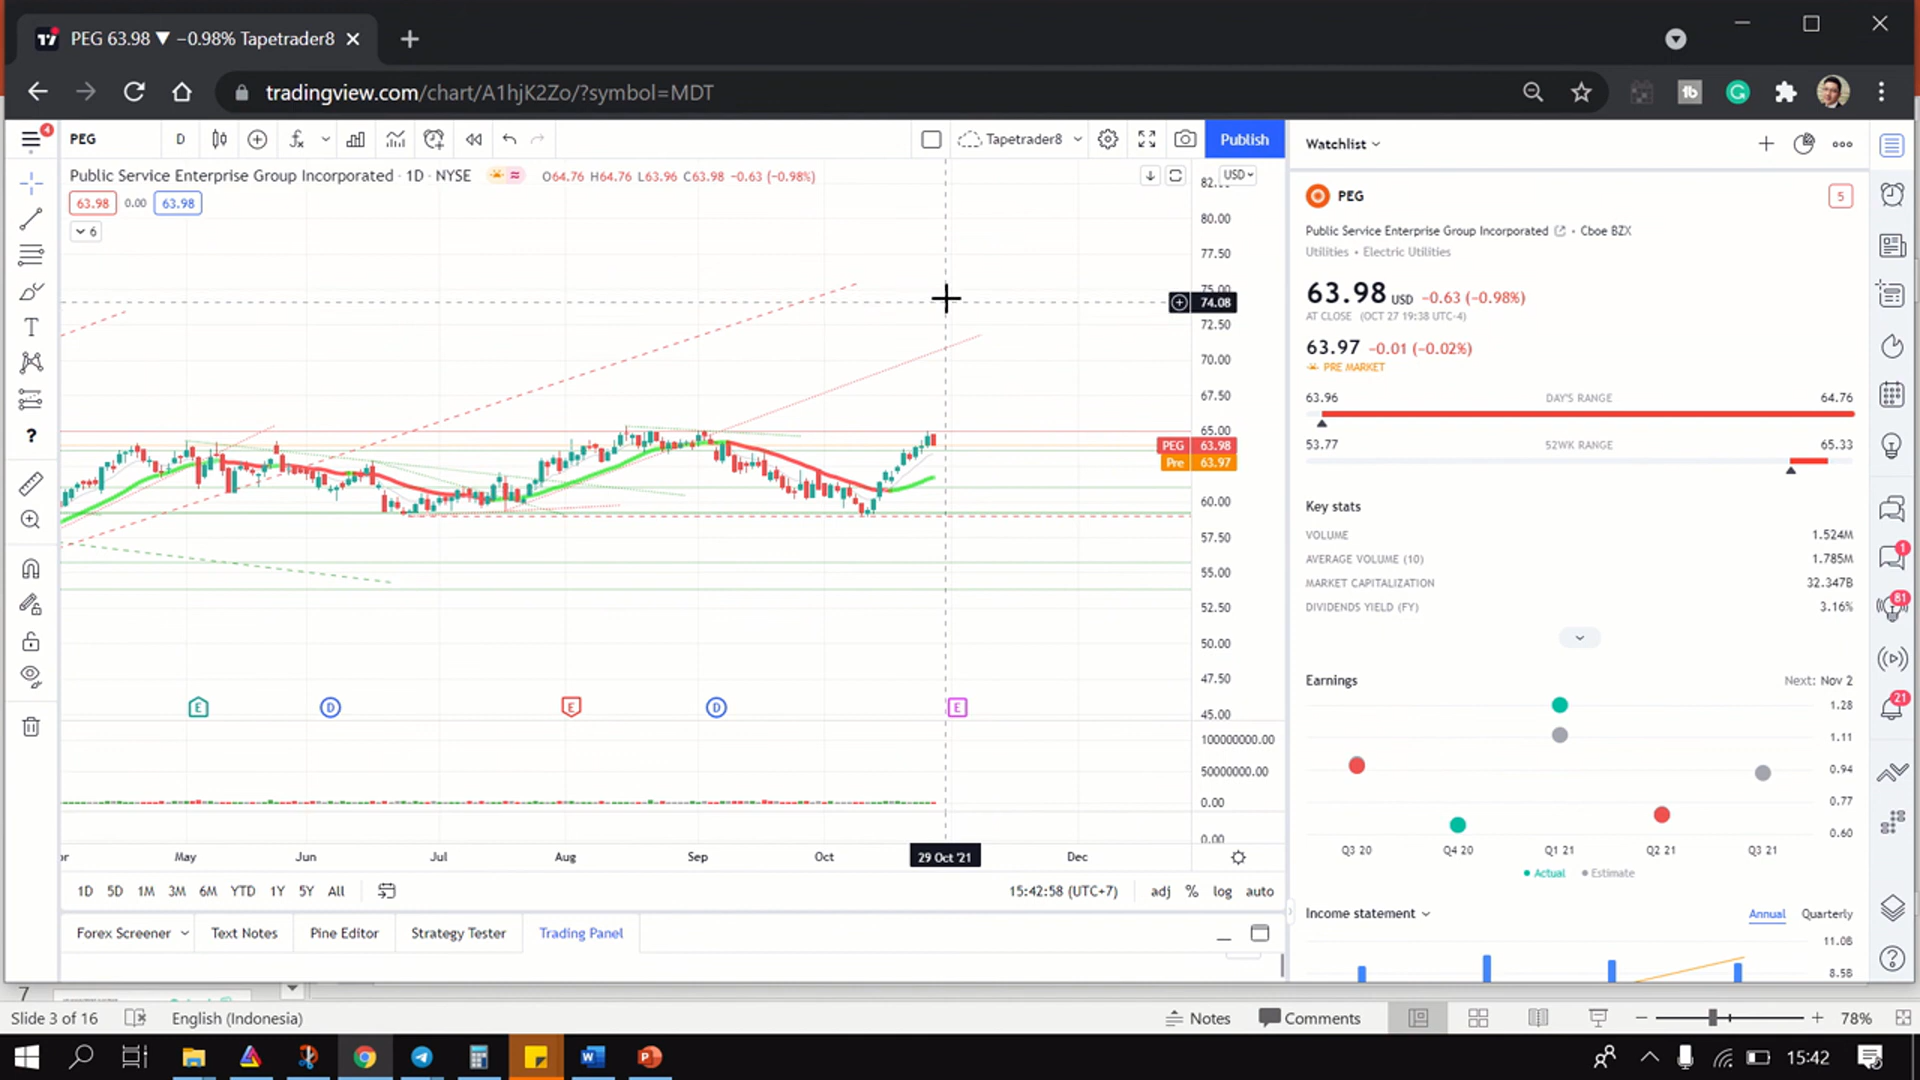 PEG 63.98 ▼ −0.98% Tapetrader8
tradingview.com/chart/A1hjK2Zo/?symbol=MDT
4
PEG
D
Tapetrader8
Publish
Watchlist
Public Service Enterprise Group Incorporated · 1D · NYSE
O64.76 H64.76 L63.96 C63.98 −0.63 (−0.98%)
63.98 0.00 63.98
6
USD
80.00
77.50
74.08
72.50
70.00
67.50
65.00
PEG 63.98
Pre 63.97
60.00
57.50
55.00
52.50
50.00
47.50
45.00
E D E D E
100000000.00
50000000.00
0.00
0.00
May Jun Jul Aug Sep Oct 29 Oct '21 Dec
1D 5D 1M 3M 6M YTD 1Y 5Y All
15:42:58 (UTC+7)
adj % log auto
Forex Screener Text Notes Pine Editor Strategy Tester Trading Panel
PEG
5
Public Service Enterprise Group Incorporated • Cboe BZX
Utilities • Electric Utilities
63.98 USD −0.63 (−0.98%)
AT CLOSE (OCT 27 19:38 UTC-4)
63.97 −0.01 (−0.02%)
PRE MARKET
63.96 DAY'S RANGE 64.76
53.77 52WK RANGE 65.33
Key stats
VOLUME 1.524M
AVERAGE VOLUME (10) 1.785M
MARKET CAPITALIZATION 32.347B
DIVIDENDS YIELD (FY) 3.16%
Earnings Next: Nov 2
1.28
1.11
0.94
0.77
0.60
Q3 20 Q4 20 Q1 21 Q2 21 Q3 21
Actual Estimate
Income statement Annual Quarterly
11.0B
8.5B
1
81
21
7
Slide 3 of 16 English (Indonesia)
Notes Comments 78%
15:42